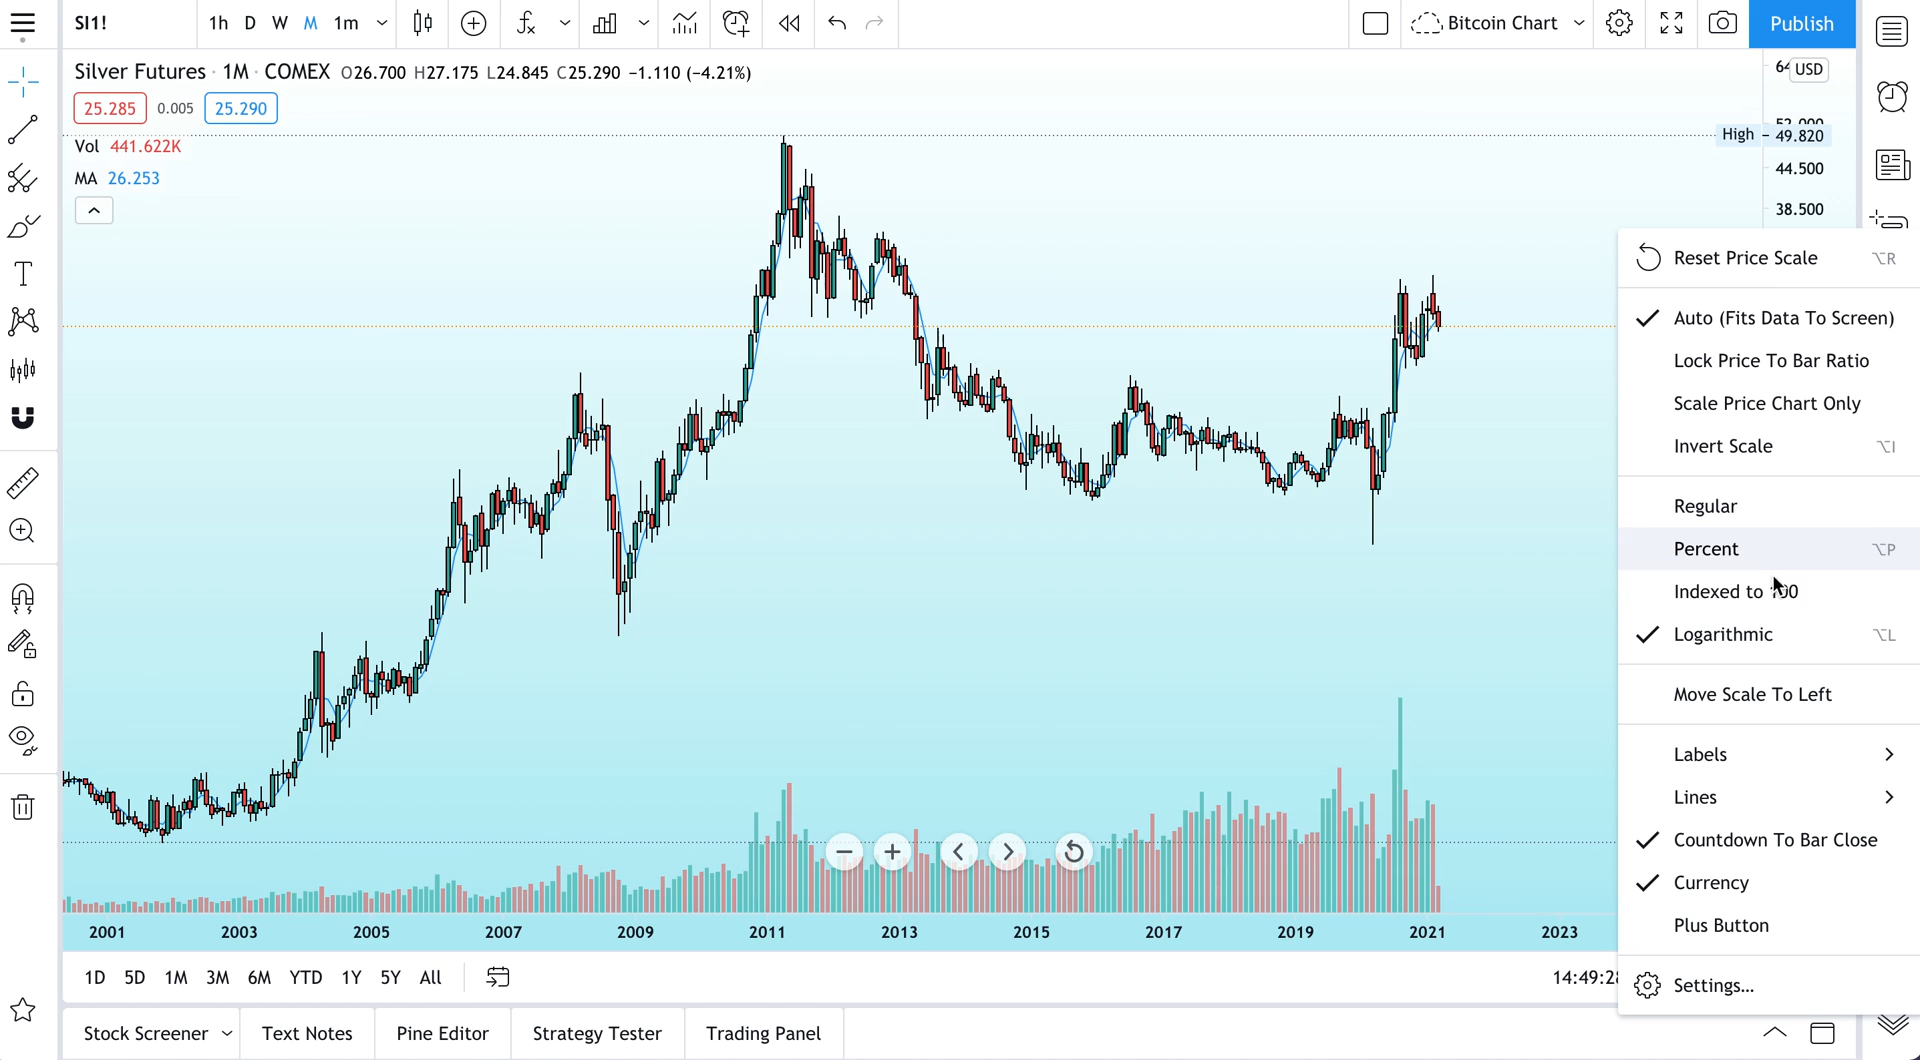 SI1!
1h D W M 1m
Bitcoin Chart
Publish
Silver Futures · 1M · COMEX O26.700 H27.175 L24.845 C25.290 −1.110 (−4.21%)
25.285 0.005 25.290
Vol 441.622K
MA 26.253
USD
High 49.820
44.500
38.500
Reset Price Scale ⌥R
Auto (Fits Data To Screen)
Lock Price To Bar Ratio
Scale Price Chart Only
Invert Scale ⌥I
Regular
Percent ⌥P
Indexed to 100
Logarithmic ⌥L
Move Scale To Left
Labels
Lines
Countdown To Bar Close
Currency
Plus Button
Settings...
2001 2003 2005 2007 2009 2011 2013 2015 2017 2019 2021 2023
1D 5D 1M 3M 6M YTD 1Y 5Y All
14:49:28
Stock Screener Text Notes Pine Editor Strategy Tester Trading Panel